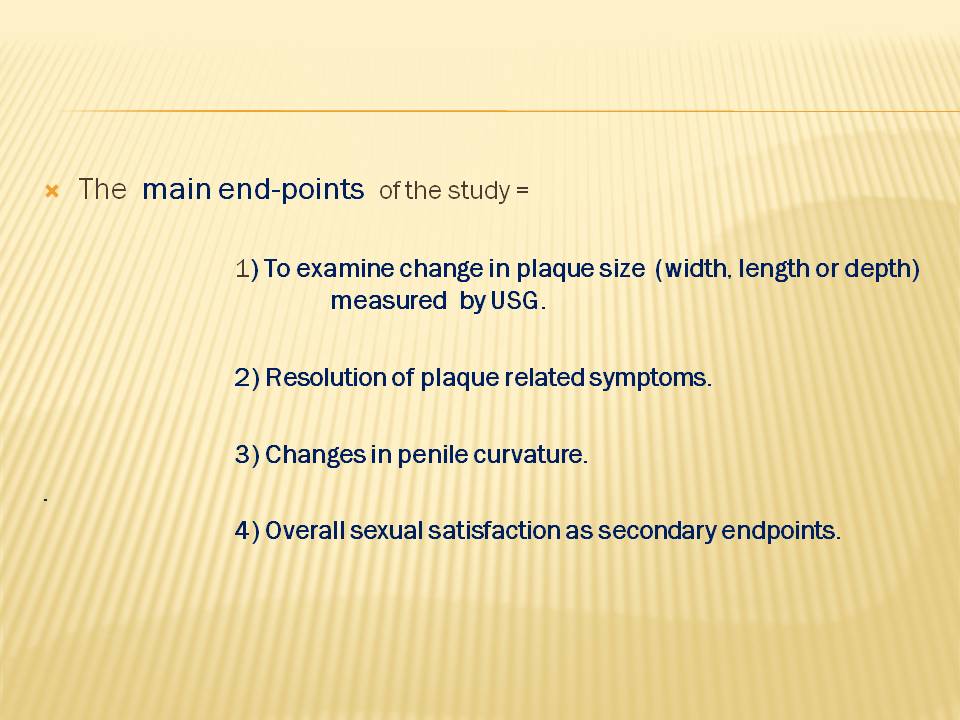 The main end-points of the study =
1) To examine change in plaque size (width, length or depth)
measured by USG.
2) Resolution of plaque related symptoms.
3) Changes in penile curvature.
.
4) Overall sexual satisfaction as secondary endpoints.